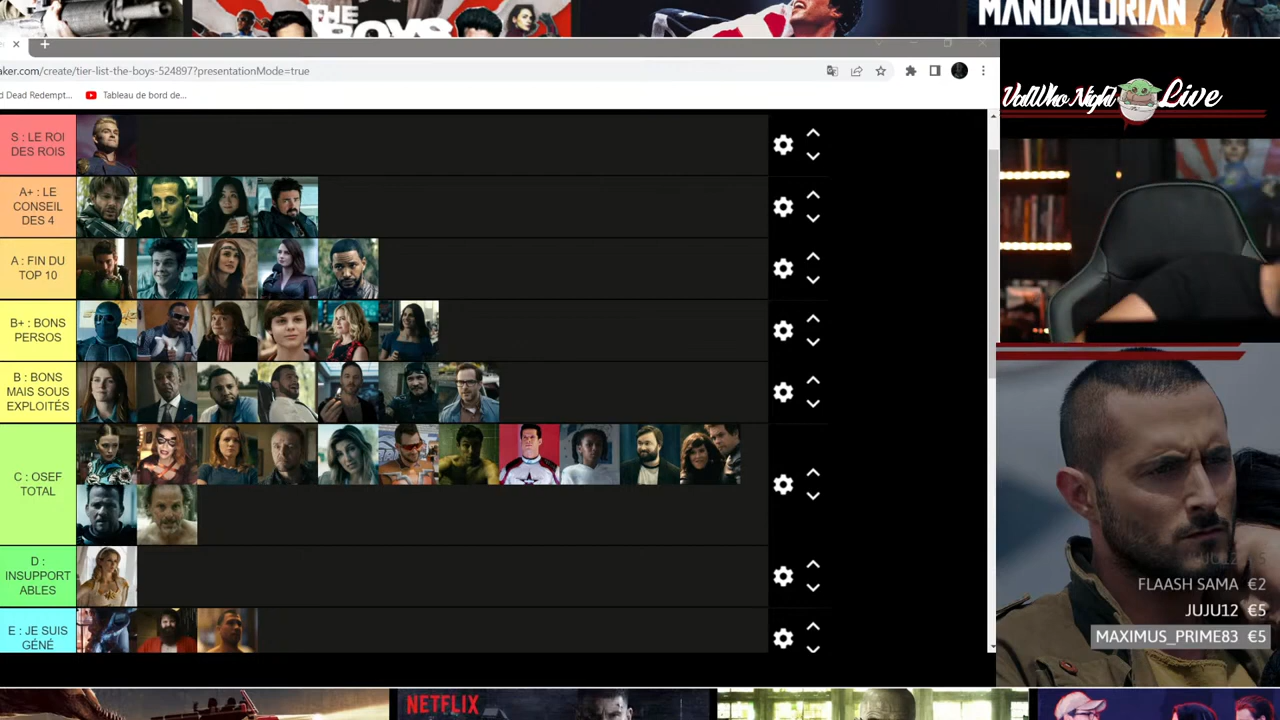 THE
BOYS
MANDALORIAN
aker.com/create/tier-list-the-boys-524897?presentationMode=true
d Dead Redempt...
Tableau de bord de...
Live
S : LE ROI
DES ROIS
A+ : LE
CONSEIL
DES 4
A : FIN DU
TOP 10
B+ : BONS
PERSOS
B : BONS
MAIS SOUS
EXPLOITÉS
C : OSEF
TOTAL
D :
INSUPPORT
ABLES
E : JE SUIS
GÉNÉ
FLAASH SAMA €2
JUJU12 €5
MAXIMUS_PRIME83 €5
NETFLIX